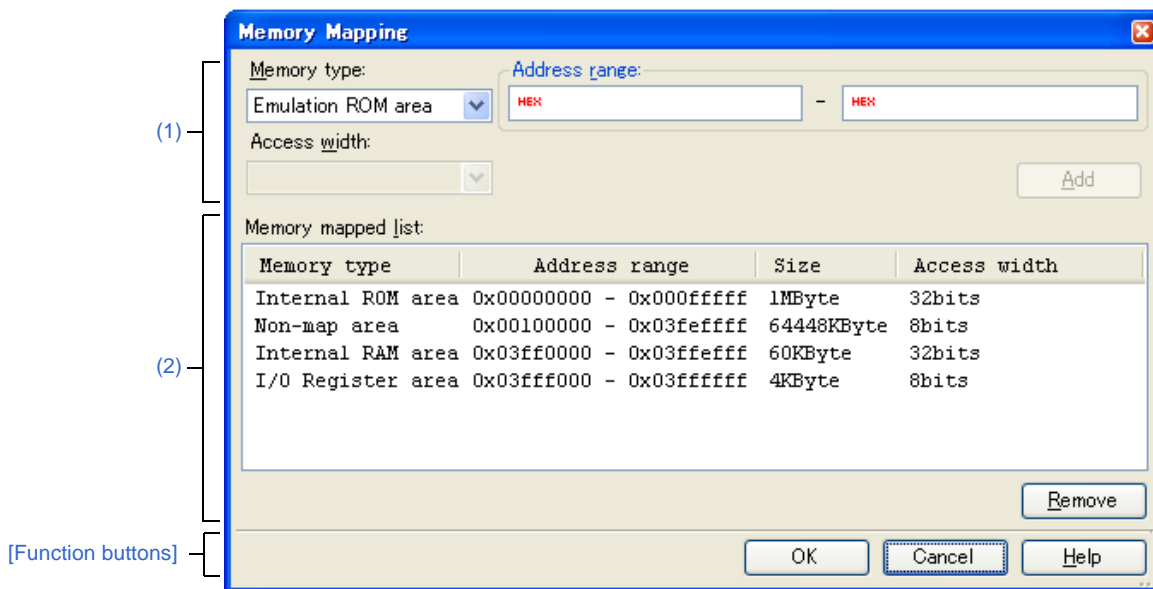 Memory Mapping
Memory type: Address range:
Emulation ROM area HEX - HEX
(1)
Access width:
Add
Memory mapped list:
Memory type Address range Size Access width
Internal ROM area 0x00000000 - 0x000fffff 1MByte 32bits
Non-map area 0x00100000 - 0x03feffff 64448KByte 8bits
Internal RAM area 0x03ff0000 - 0x03ffefff 60KByte 32bits
(2)
I/O Register area 0x03fff000 - 0x03ffffff 4KByte 8bits
Remove
[Function buttons] OK Cancel Help